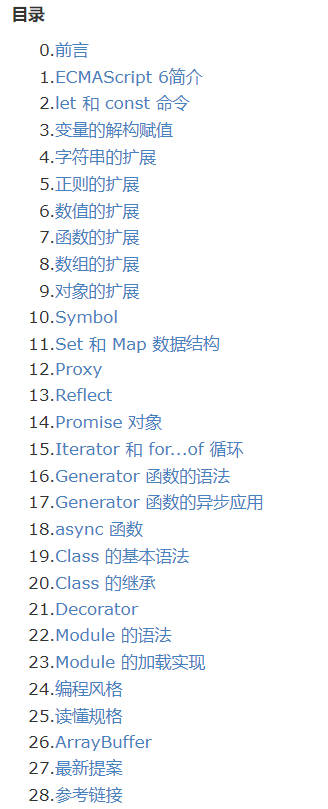 目录
0.前言
1.ECMAScript 6简介
2.let 和 const 命令
3.变量的解构赋值
4.字符串的扩展
5.正则的扩展
6.数值的扩展
7.函数的扩展
8.数组的扩展
9.对象的扩展
10.Symbol
11.Set 和 Map 数据结构
12.Proxy
13.Reflect
14.Promise 对象
15.Iterator 和 for...of 循环
16.Generator 函数的语法
17.Generator 函数的异步应用
18.async 函数
19.Class 的基本语法
20.Class 的继承
21.Decorator
22.Module 的语法
23.Module 的加载实现
24.编程风格
25.读懂规格
26.ArrayBuffer
27.最新提案
28.参考链接